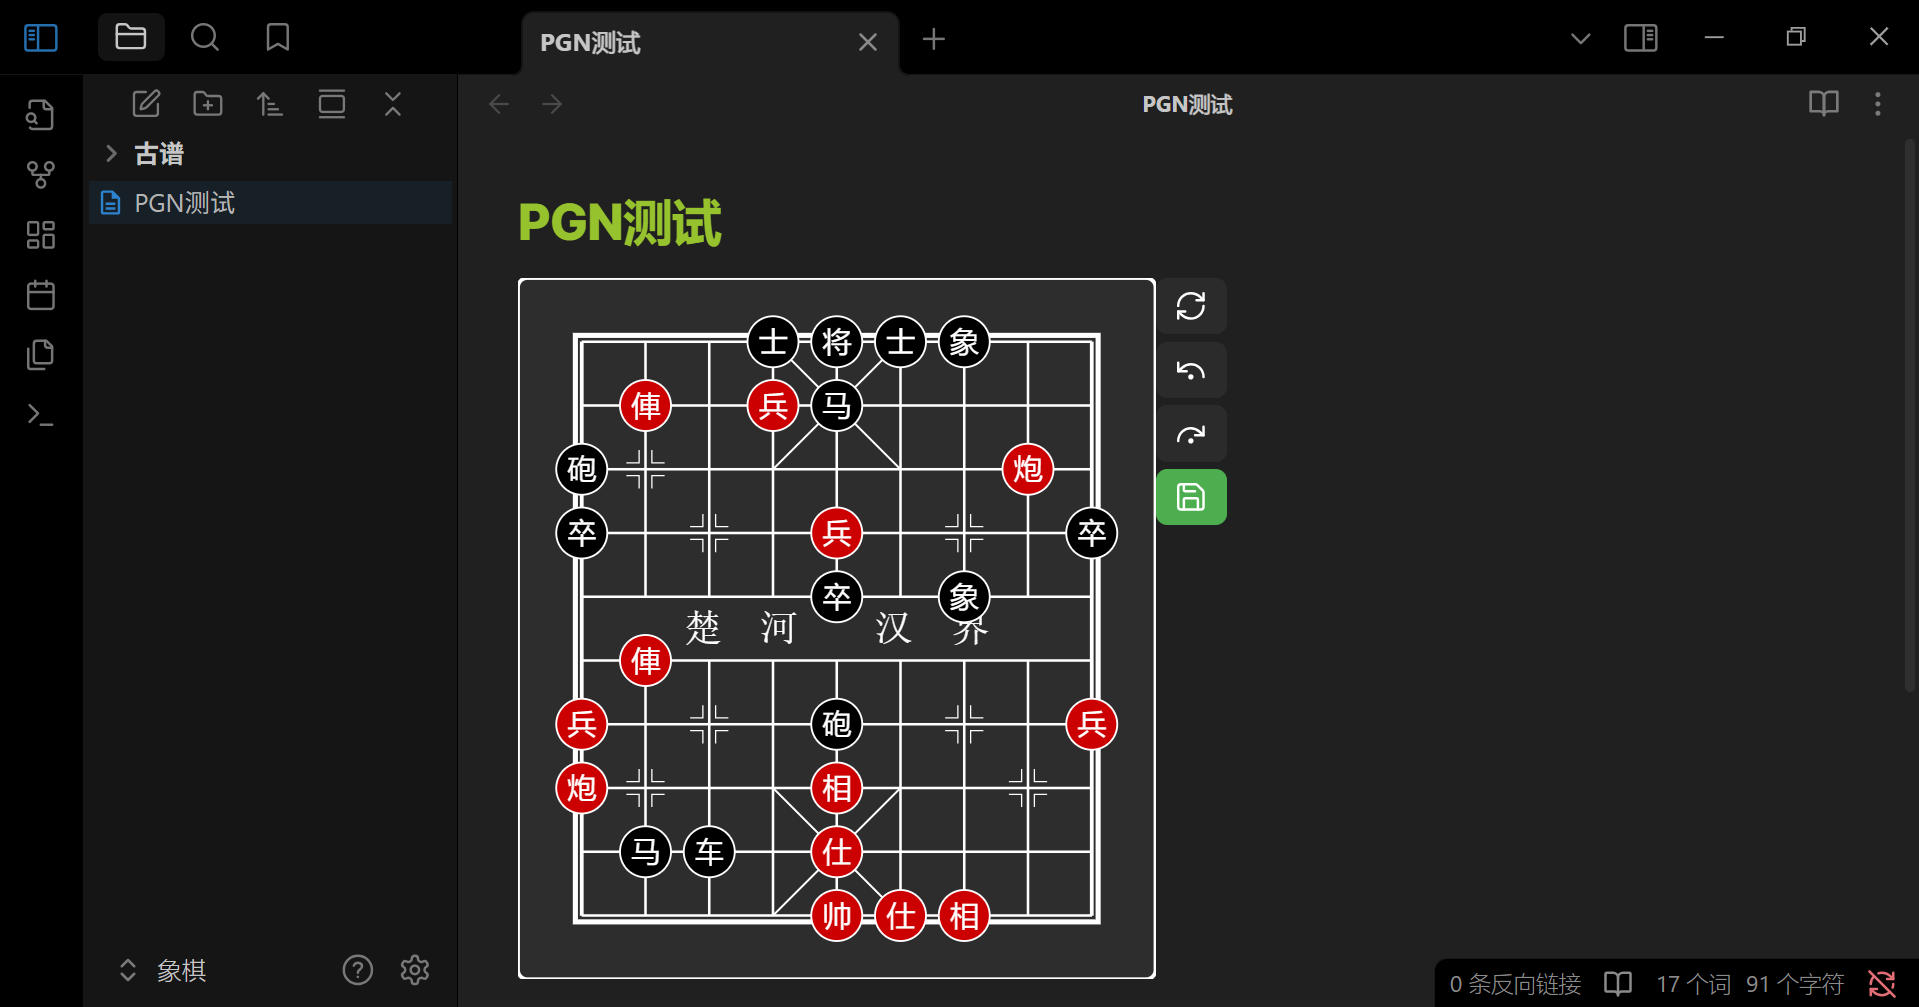 PGN测试
PGN测试
古谱
PGN测试
PGN测试
士 将 士 象
俥 兵 马
砲 炮
卒 兵 卒
卒 象
楚 河 汉 界
俥
兵 砲 兵
炮 相
马 车 仕
帅 仕 相
象棋
0 条反向链接 17 个词 91 个字符